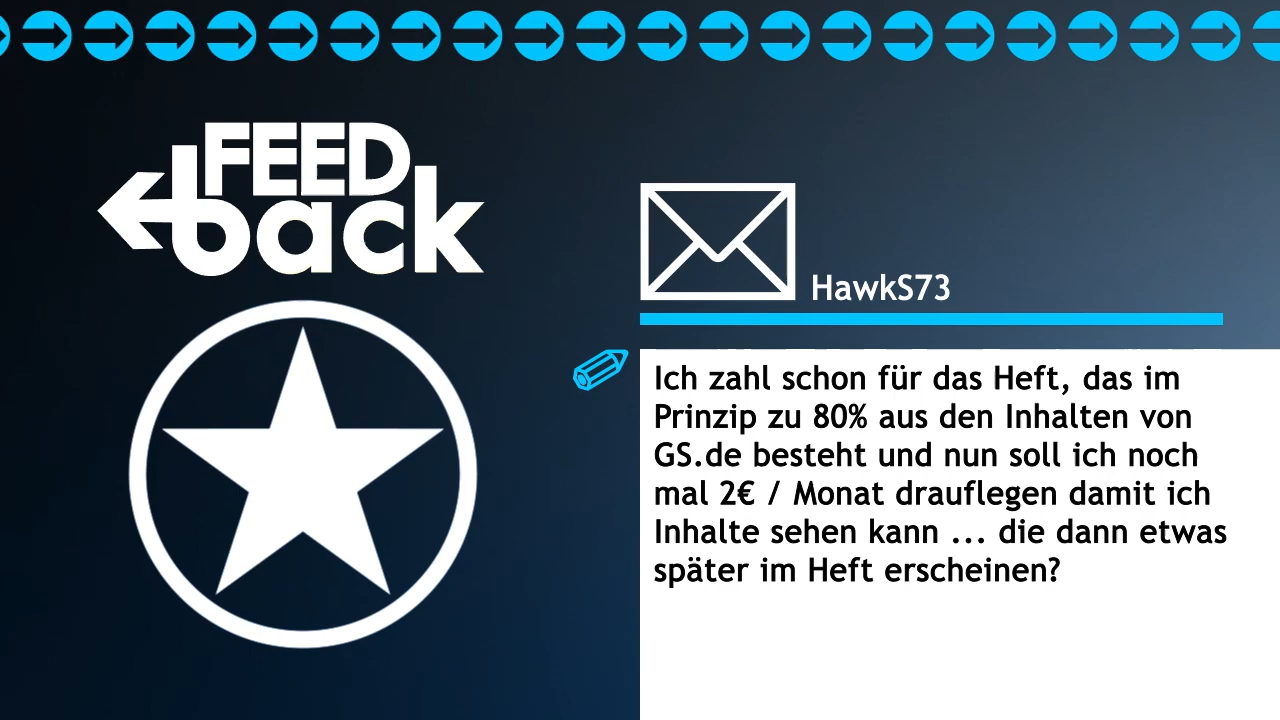 FEED
back
HawkS73
Ich zahl schon für das Heft, das im
Prinzip zu 80% aus den Inhalten von
GS.de besteht und nun soll ich noch
mal 2€ / Monat drauflegen damit ich
Inhalte sehen kann ... die dann etwas
später im Heft erscheinen?